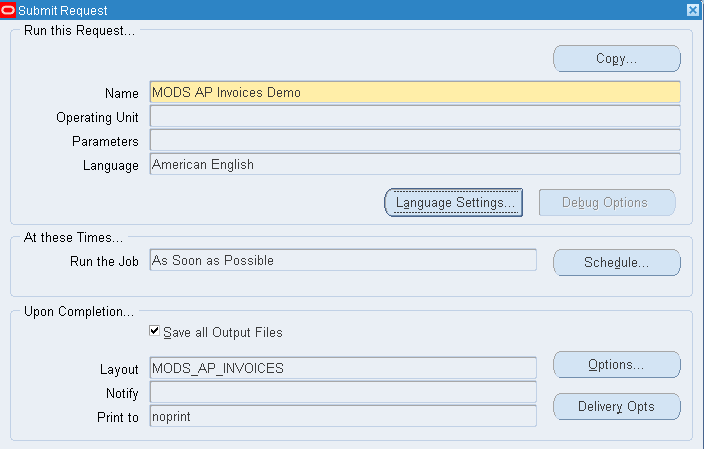 Submit Request
Run this Request...
Copy...
Name MODS AP Invoices Demo
Operating Unit
Parameters
Language American English
Language Settings... Debug Options
At these Times...
Run the Job As Soon as Possible Schedule...
Upon Completion...
Save all Output Files
Layout MODS_AP_INVOICES Options...
Notify
Delivery Opts
Print to noprint